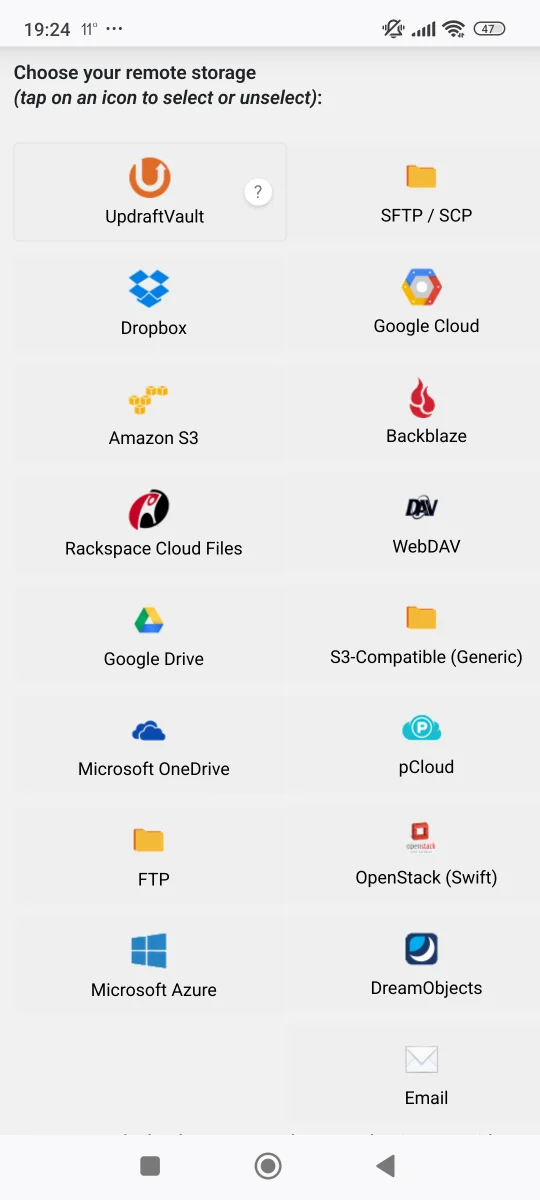 19:24 11° ...
47
Choose your remote storage
(tap on an icon to select or unselect):
UpdraftVault
?
SFTP / SCP
Dropbox
Google Cloud
Amazon S3
Backblaze
Rackspace Cloud Files
DAV
WebDAV
Google Drive
S3-Compatible (Generic)
Microsoft OneDrive
P
pCloud
FTP
openstack
OpenStack (Swift)
Microsoft Azure
DreamObjects
Email